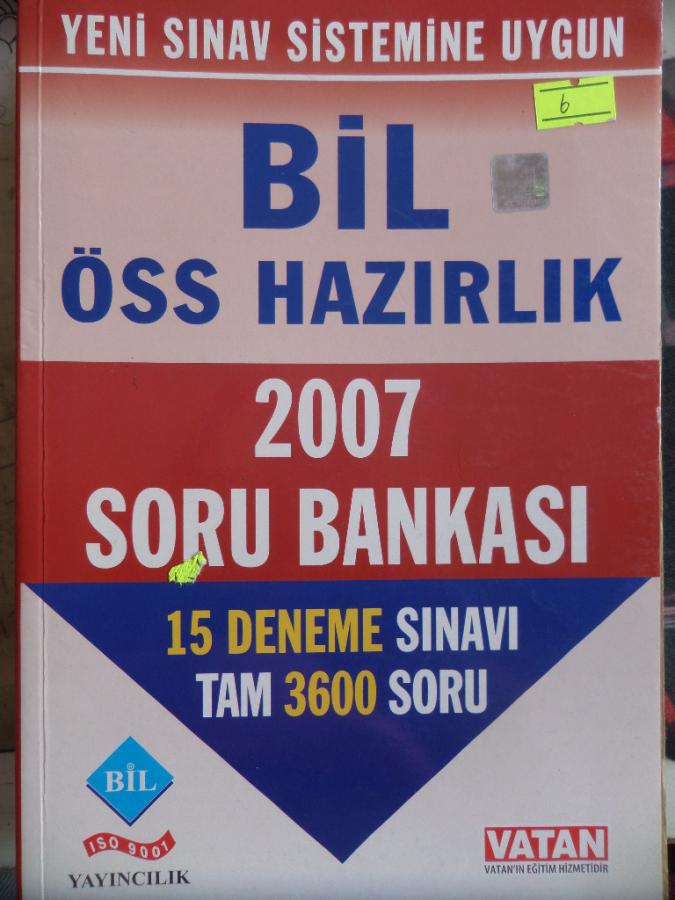 YENİ SINAV SİSTEMİNE UYGUN
6
BİL
ÖSS HAZIRLIK
2007
SORU BANKASI
15 DENEME SINAVI
TAM 3600 SORU
BİL
ISO 9001
YAYINCILIK
VATAN
VATAN'IN EĞİTİM HİZMETİDİR